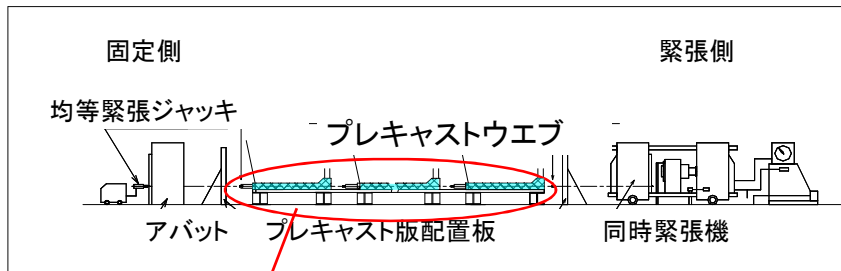 固定側
緊張側
均等緊張ジャッキ
プレキャストウエブ
アバット
プレキャスト版配置板
同時緊張機